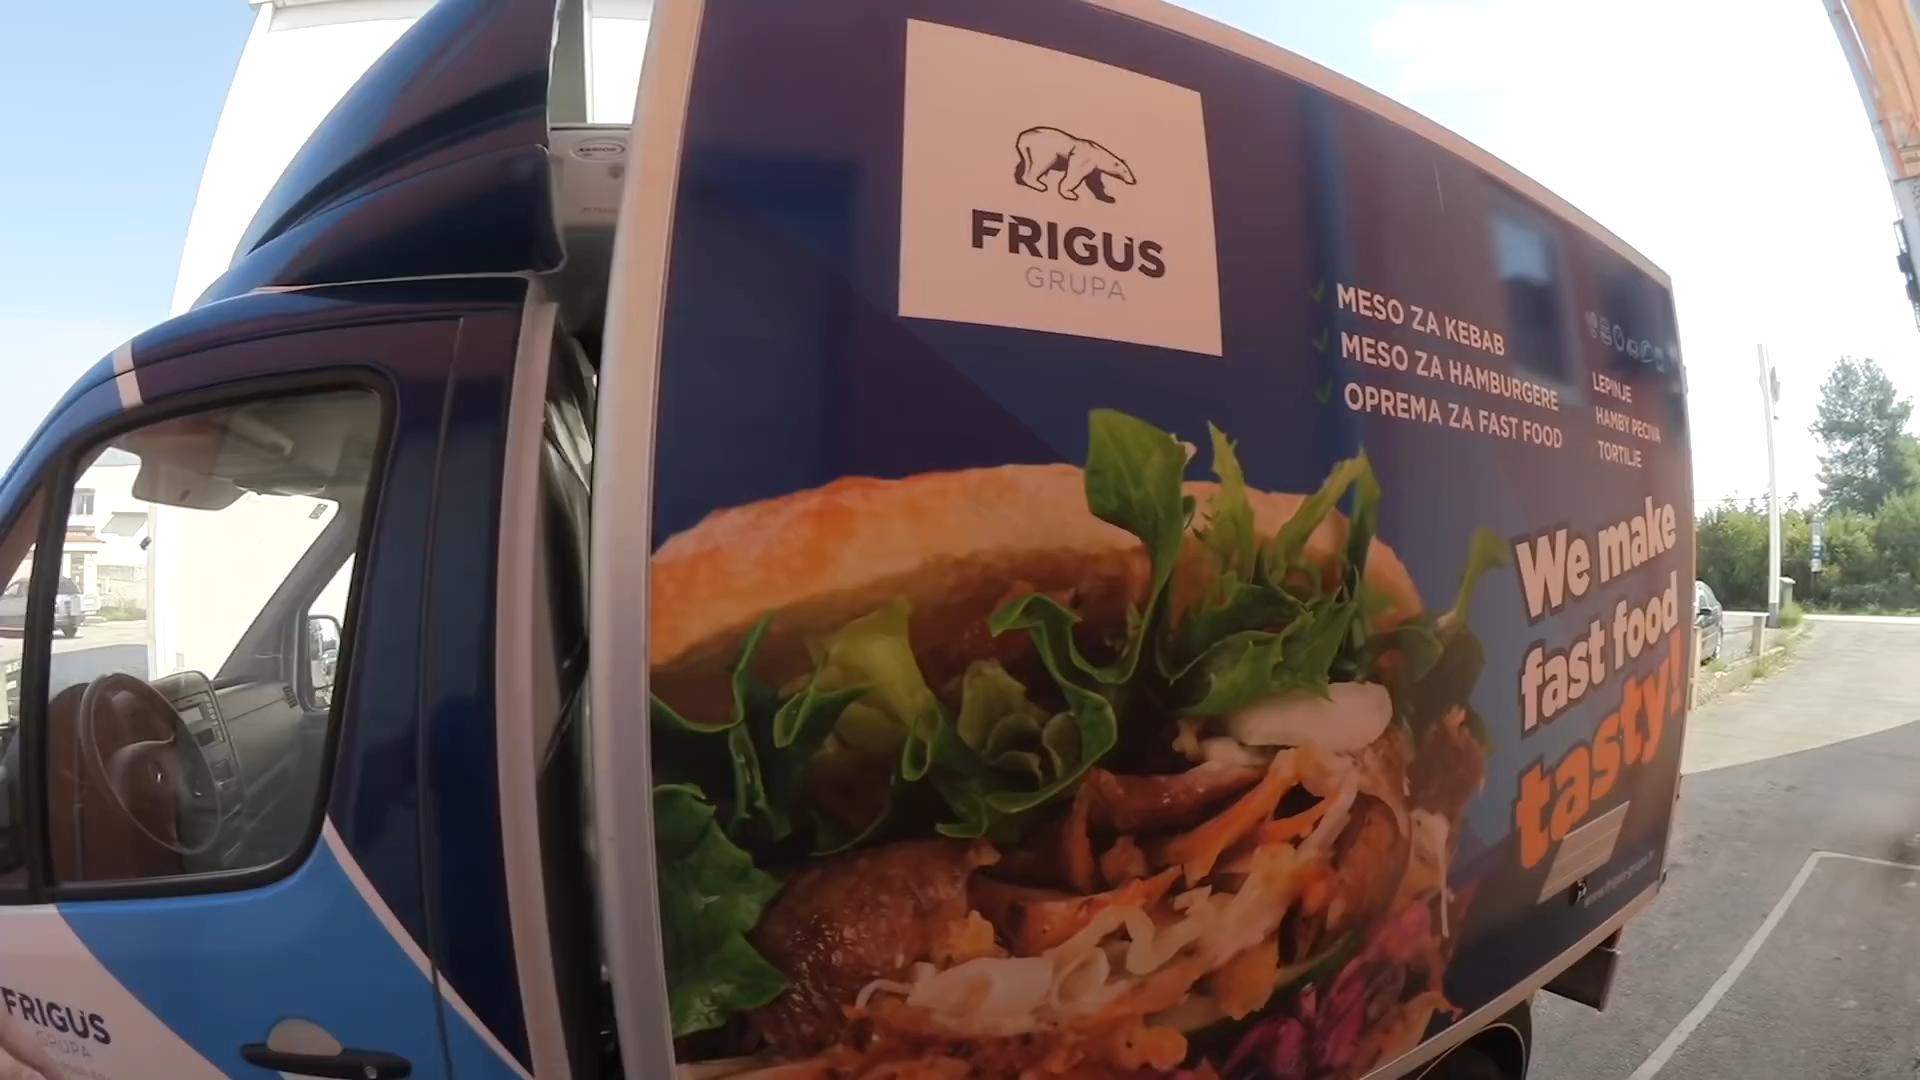 FRIGUS
GRUPA
MESO ZA KEBAB
MESO ZA HAMBURGERE
OPREMA ZA FAST FOOD
LEPINJE
HAMBY PECIVA
TORTILJE
We make
fast food
tasty!
FRIGUS
GRUPA